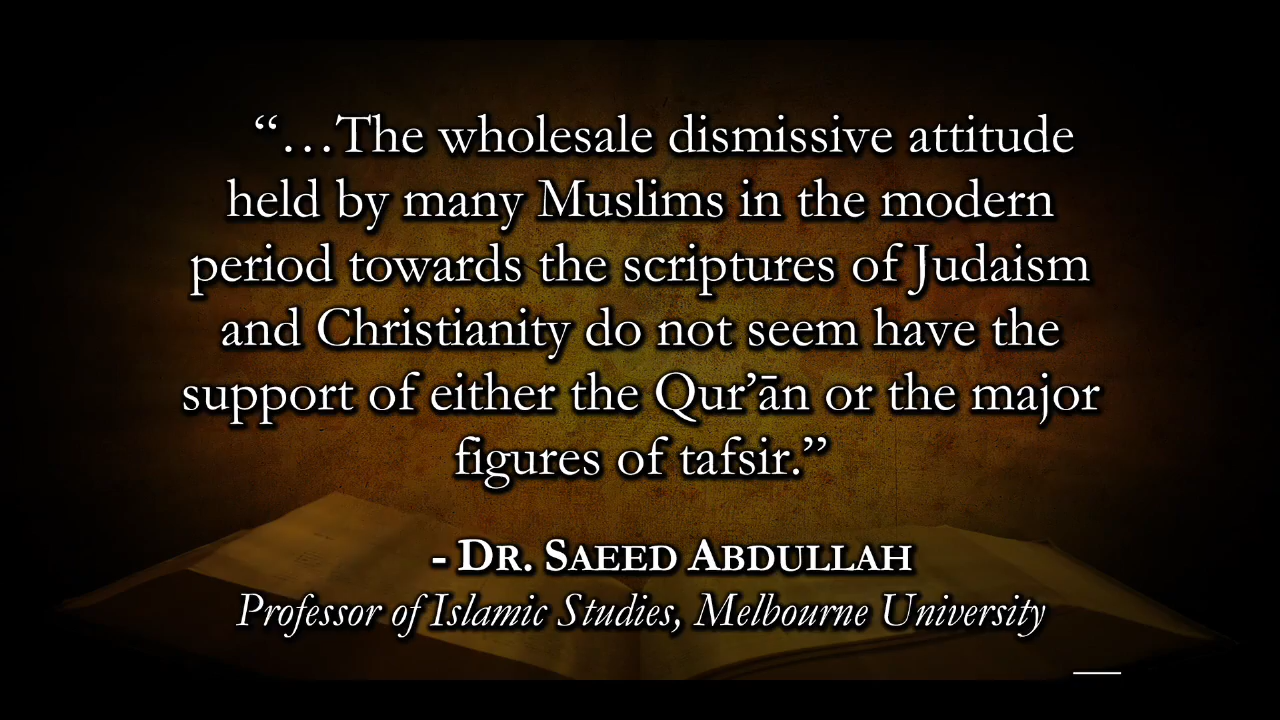 “…The wholesale dismissive attitude
held by many Muslims in the modern
period towards the scriptures of Judaism
and Christianity do not seem have the
support of either the Qur’ān or the major
figures of tafsir.”
- DR. SAEED ABDULLAH
Professor of Islamic Studies, Melbourne University